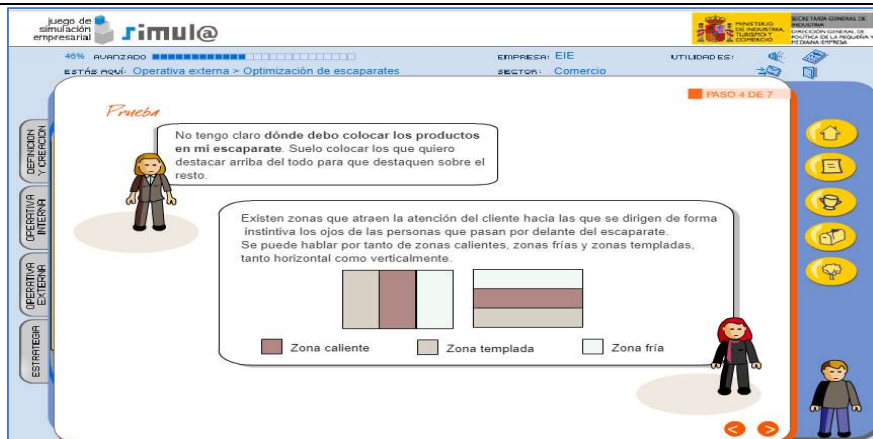 juego de
simulación
empresarial
simul@
MINISTERIO
DE INDUSTRIA,
TURISMO Y
COMERCIO
SECRETARÍA GENERAL DE
INDUSTRIA
DIRECCIÓN GENERAL DE
POLÍTICA DE LA PEQUEÑA Y
MEDIANA EMPRESA
46% AVANZADO
EMPRESA: EIE
UTILIDADES:
ESTÁS AQUÍ: Operativa externa > Optimización de escaparates
SECTOR: Comercio
PASO 4 DE 7
Prueba
DEFINICION
Y CREACION
OPERATIVA
INTERNA
OPERATIVA
EXTERNA
ESTRATEGIA
No tengo claro dónde debo colocar los productos
en mi escaparate. Suelo colocar los que quiero
destacar arriba del todo para que destaquen sobre el
resto.
Existen zonas que atraen la atención del cliente hacia las que se dirigen de forma
instintiva los ojos de las personas que pasan por delante del escaparate.
Se puede hablar por tanto de zonas calientes, zonas frías y zonas templadas,
tanto horizontal como verticalmente.
Zona caliente
Zona templada
Zona fría